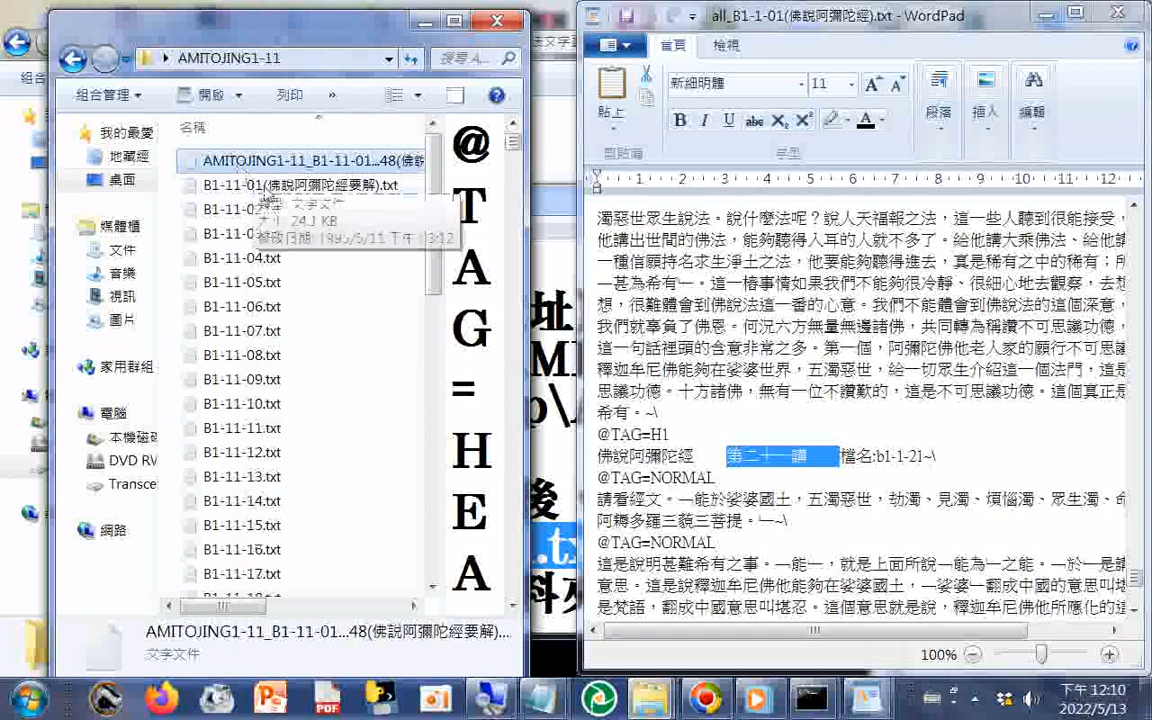 AMITOJING1-11
搜尋 A...
組合管理
開啟
列印
»
我的最愛
地藏經
桌面
媒體櫃
文件
音樂
視訊
圖片
家用群組
電腦
DVD RV
Transce
網路
名稱
AMITOJING1-11_B1-11-01...48(佛說
B1-11-01(佛說阿彌陀經要解).txt
B1-11-04.txt
B1-11-05.txt
B1-11-06.txt
B1-11-07.txt
B1-11-08.txt
B1-11-09.txt
B1-11-10.txt
B1-11-11.txt
B1-11-12.txt
B1-11-13.txt
B1-11-14.txt
B1-11-15.txt
B1-11-16.txt
B1-11-17.txt
@
T
A
G
=
H
E
A
AMITOJING1-11_B1-11-01...48(佛說阿彌陀經要解)....
文字文件
址
後
all_B1-1-01(佛說阿彌陀經).txt - WordPad
首頁
檢視
貼上
新細明體
11
B I U abc X₂ X²
A
剪貼簿
字型
段落
插入
編輯
1 2 3 4 5 6 7 8 9 10 11 12 13
濁惡世眾生說法。說什麼法呢？說人天福報之法，這一些人聽到很能接受，
他講出世間的佛法，能夠聽得入耳的人就不多了。給他講大乘佛法、給他講
一種信願持名求生淨土之法，他要能夠聽得進去，真是稀有之中的稀有；所
—甚為希有—。這一樁事情如果我們不能夠很冷靜、很細心地去觀察，去想
想，很難體會到佛說法這一番的心意。我們不能體會到佛說法的這個深意，
我們就辜負了佛恩。何況六方無量無邊諸佛，共同轉為稱讚不可思議功德，
這一句話裡頭的含意非常之多。第一個，阿彌陀佛他老人家的願行不可思議
釋迦牟尼佛能夠在娑婆世界，五濁惡世，給一切眾生介紹這一個法門，這是
思議功德。十方諸佛，無有一位不讚歎的，這是不可思議功德。這個真正是
希有。~\
@TAG=H1
佛說阿彌陀經 第二十一講 檔名:b1-1-21~\
@TAG=NORMAL
請看經文。—能於娑婆國土，五濁惡世，劫濁、見濁、煩惱濁、眾生濁、命
阿耨多羅三藐三菩提。—~\
@TAG=NORMAL
這是說明甚難希有之事。—能—，就是上面所說—能為—之能。—於—是講
意思。這是說釋迦牟尼佛他能夠在娑婆國土，—娑婆—翻成中國的意思叫堪
是梵語，翻成中國意思叫堪忍。這個意思就是說，釋迦牟尼佛他所應化的這
100%
下午 12:10
2022/5/13